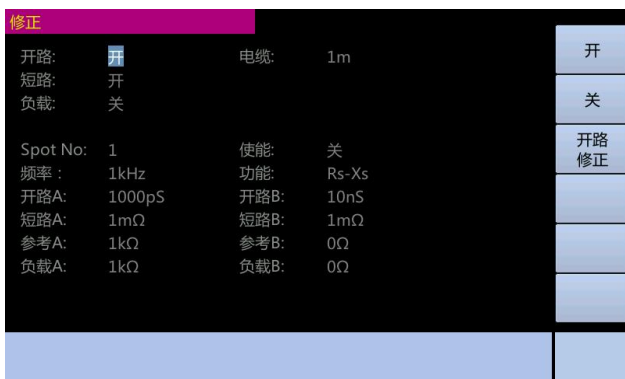 修正
开路: 开 电缆: 1m
短路: 开
负载: 关
Spot No: 1 使能: 关
频率 : 1kHz 功能: Rs-Xs
开路A: 1000pS 开路B: 10nS
短路A: 1mΩ 短路B: 1mΩ
参考A: 1kΩ 参考B: 0Ω
负载A: 1kΩ 负载B: 0Ω
开
关
开路
修正